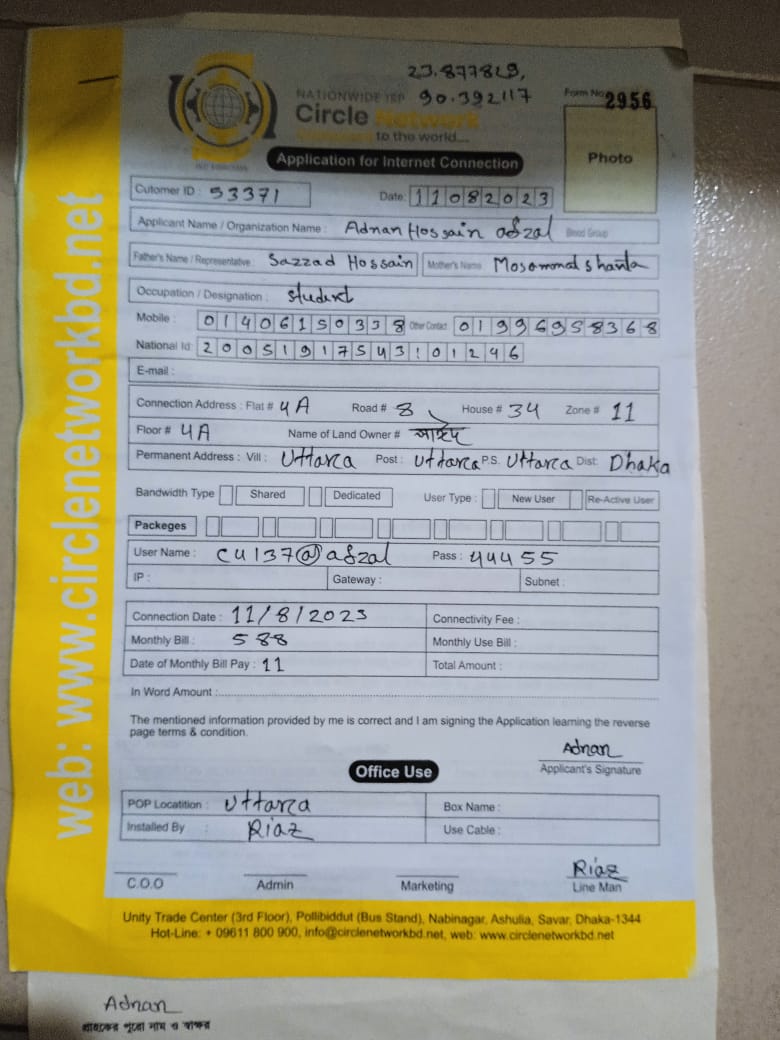 23.877829,
90.392117
NATIONWIDE ISP
Circle Network
to the world....
Form No 2956
Photo
Application for Internet Connection
Cutomer ID : 53371 Date: 11082023
Applicant Name / Organization Name : Adnan Hossain afzal Blood Group
Father's Name / Representative : Sazzad Hossain Mother's Name Mosammat Shanta
Occupation / Designation : Student
Mobile : 01406150338 Other Contact: 01996958368
National Id: 20051917543101246
E-mail :
Connection Address : Flat # 4A Road # 8 House # 34 Zone # 11
Floor # 4A Name of Land Owner #
Permanent Address : Vill : Uttara Post : Uttara P.S. Uttara Dist: Dhaka
Bandwidth Type Shared Dedicated User Type : New User Re-Active User
Packeges
User Name : cu137@afzal Pass : 44455
IP : Gateway : Subnet :
Connection Date : 11/8/2023 Connectivity Fee :
Monthly Bill : 588 Monthly Use Bill :
Date of Monthly Bill Pay : 11 Total Amount :
In Word Amount :
The mentioned information provided by me is correct and I am signing the Application learning the reverse
page terms & condition.
Adnan
Applicant's Signature
Office Use
POP Locatition : Uttara Box Name :
Installed By : Riaz Use Cable :
Riaz
C.O.O Admin Marketing Line Man
Unity Trade Center (3rd Floor), Pollibiddut (Bus Stand), Nabinagar, Ashulia, Savar, Dhaka-1344
Hot-Line: + 09611 800 900, info@circlenetworkbd.net, web: www.circlenetworkbd.net
web: www.circlenetworkbd.net
Adnan
গ্রাহকের পুরো নাম ও স্বাক্ষর